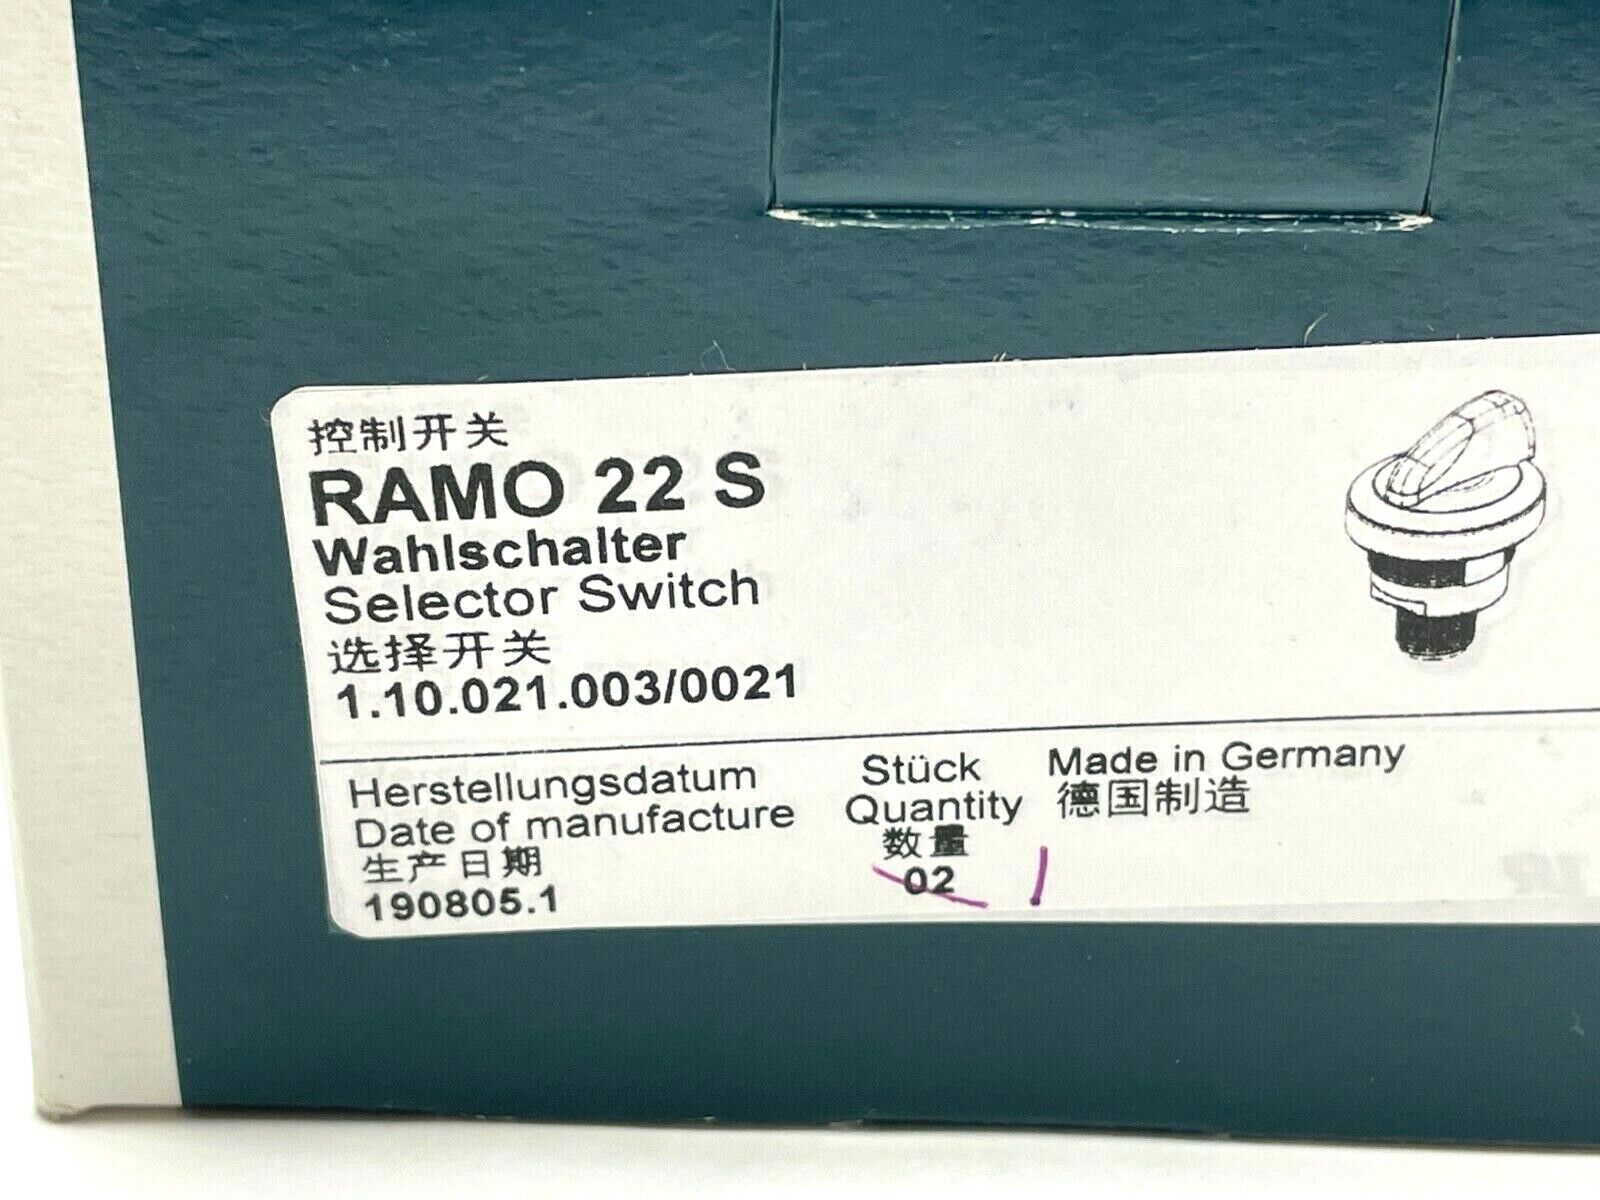 控制开关
RAMO 22 S
Wahlschalter
Selector Switch
选择开关
1.10.021.003/0021
Herstellungsdatum
Date of manufacture
生产日期
190805.1
Stück
Quantity
数量
02
Made in Germany
德国制造